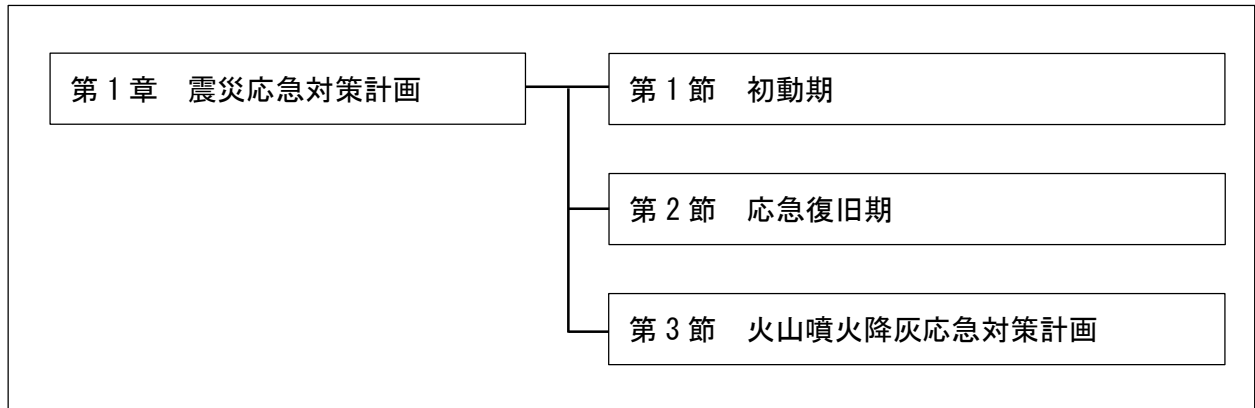 第1章　震災応急対策計画
第1節　初動期
第2節　応急復旧期
第3節　火山噴火降灰応急対策計画